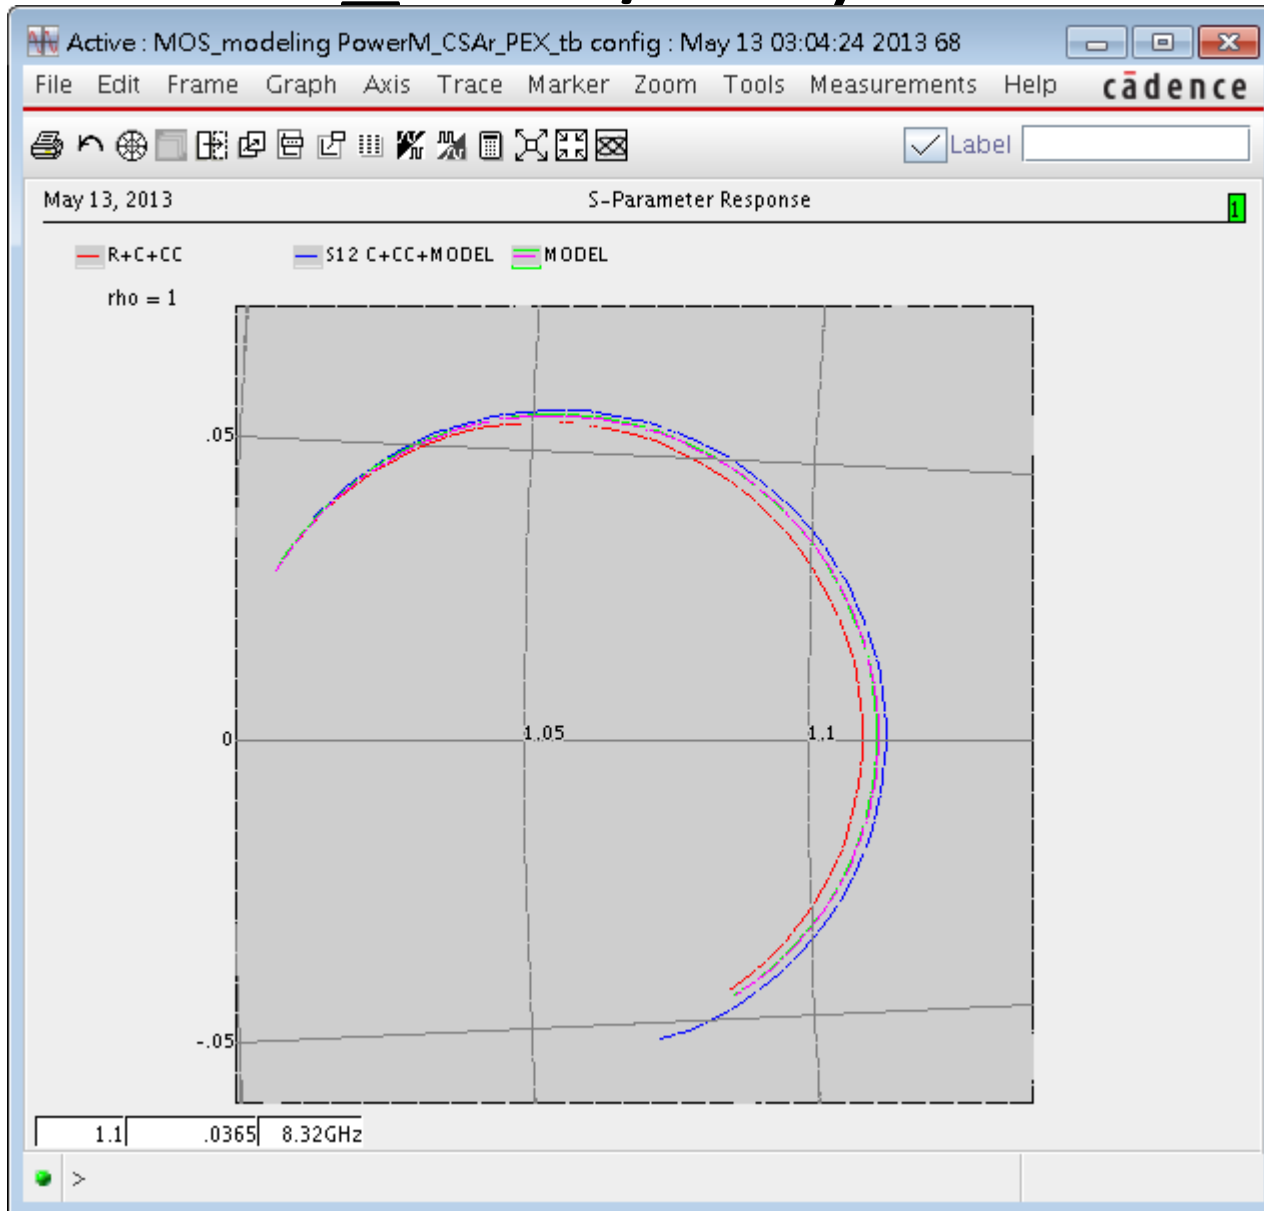 Active : MOS_modeling PowerM_CSAr_PEX_tb config : May 13 03:04:24 2013 68
File Edit Frame Graph Axis Trace Marker Zoom Tools Measurements Help cādence
Label
May 13, 2013 S-Parameter Response 1
R+C+CC S12 C+CC+MODEL MODEL
rho = 1
.05
0 1.05 1.1
-.05
1.1 .0365 8.32GHz
>